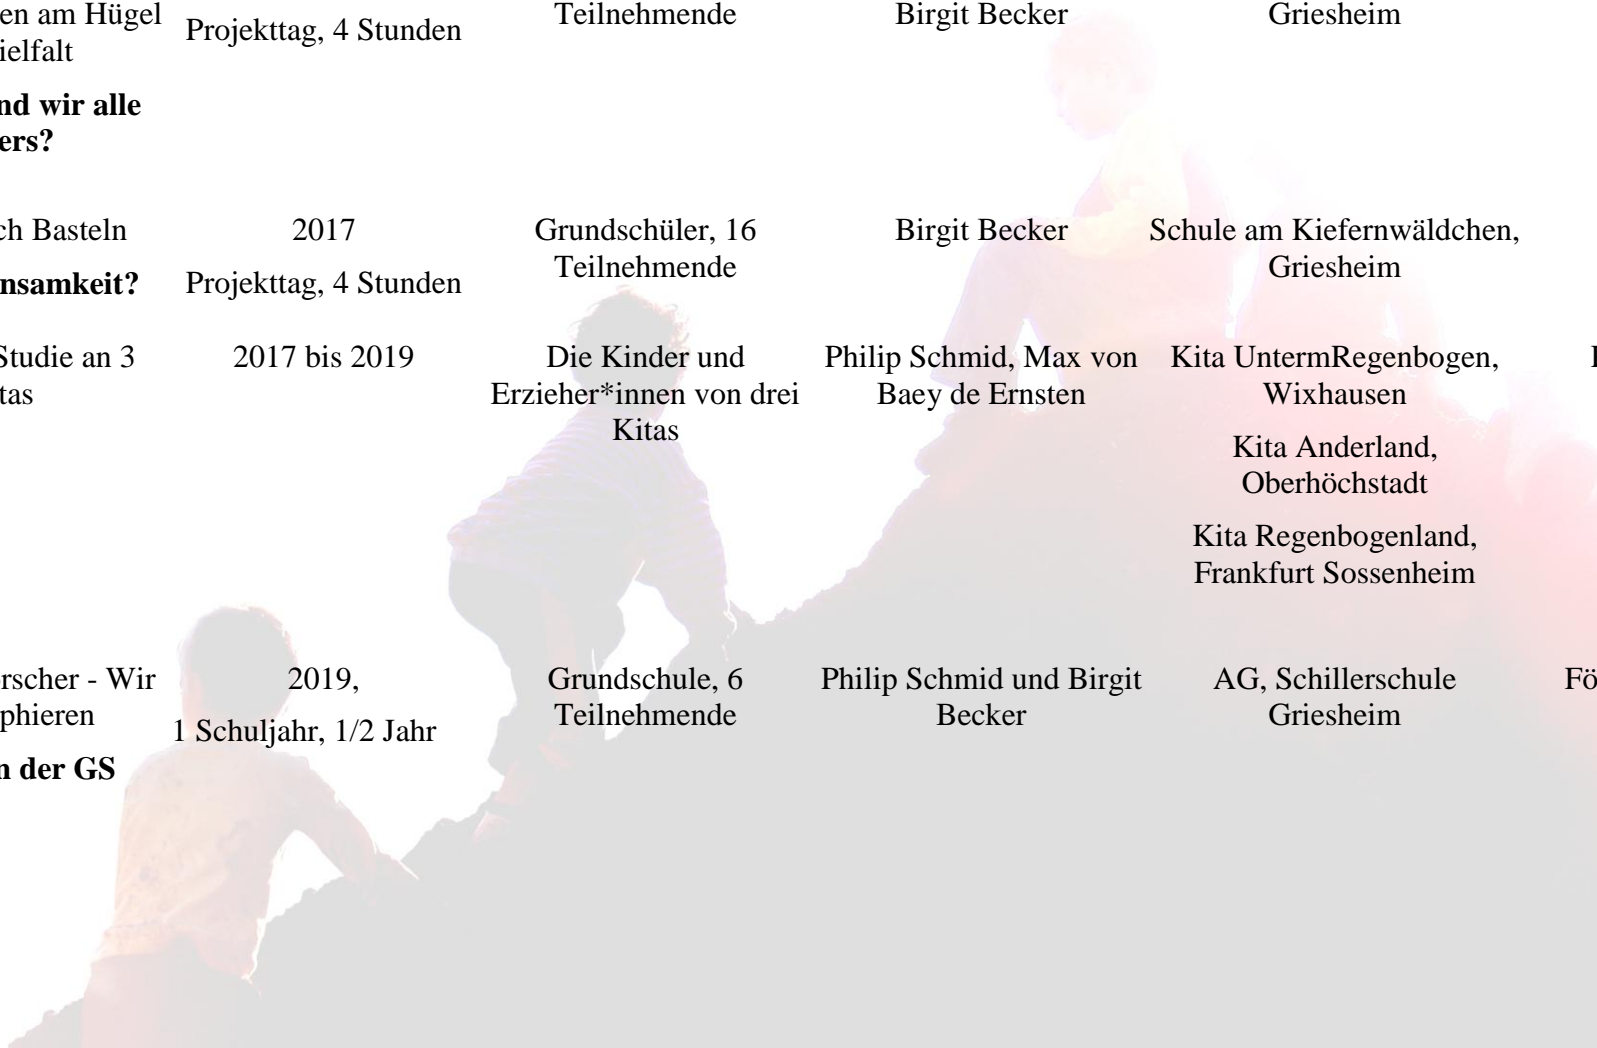 en am Hügel
ielfalt
nd wir alle
ers?
Projekttag, 4 Stunden
Teilnehmende
Birgit Becker
Griesheim
ch Basteln
nsamkeit?
2017
Projekttag, 4 Stunden
Grundschüler, 16
Teilnehmende
Birgit Becker
Schule am Kiefernwäldchen,
Griesheim
Studie an 3
tas
2017 bis 2019
Die Kinder und
Erzieher*innen von drei
Kitas
Philip Schmid, Max von
Baey de Ernsten
Kita UntermRegenbogen,
Wixhausen
Kita Anderland,
Oberhöchstadt
Kita Regenbogenland,
Frankfurt Sossenheim
rscher - Wir
phieren
n der GS
2019,
1 Schuljahr, 1/2 Jahr
Grundschule, 6
Teilnehmende
Philip Schmid und Birgit
Becker
AG, Schillerschule
Griesheim
Fö